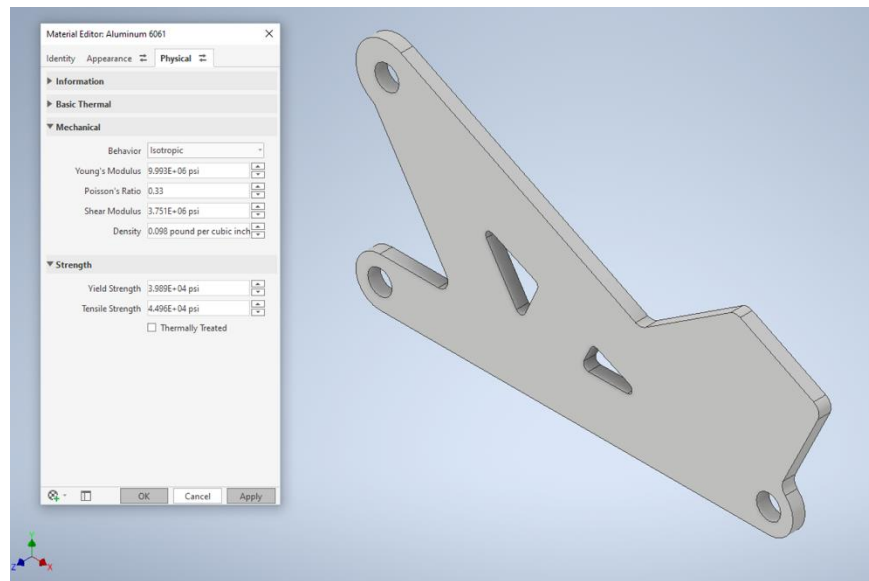 Material Editor: Aluminum 6061
Identity Appearance Physical
Information
Basic Thermal
Mechanical
Behavior Isotropic
Young's Modulus 9.993E+06 psi
Poisson's Ratio 0.33
Shear Modulus 3.751E+06 psi
Density 0.098 pound per cubic inch
Strength
Yield Strength 3.989E+04 psi
Tensile Strength 4.496E+04 psi
Thermally Treated
OK Cancel Apply
Y
Z X